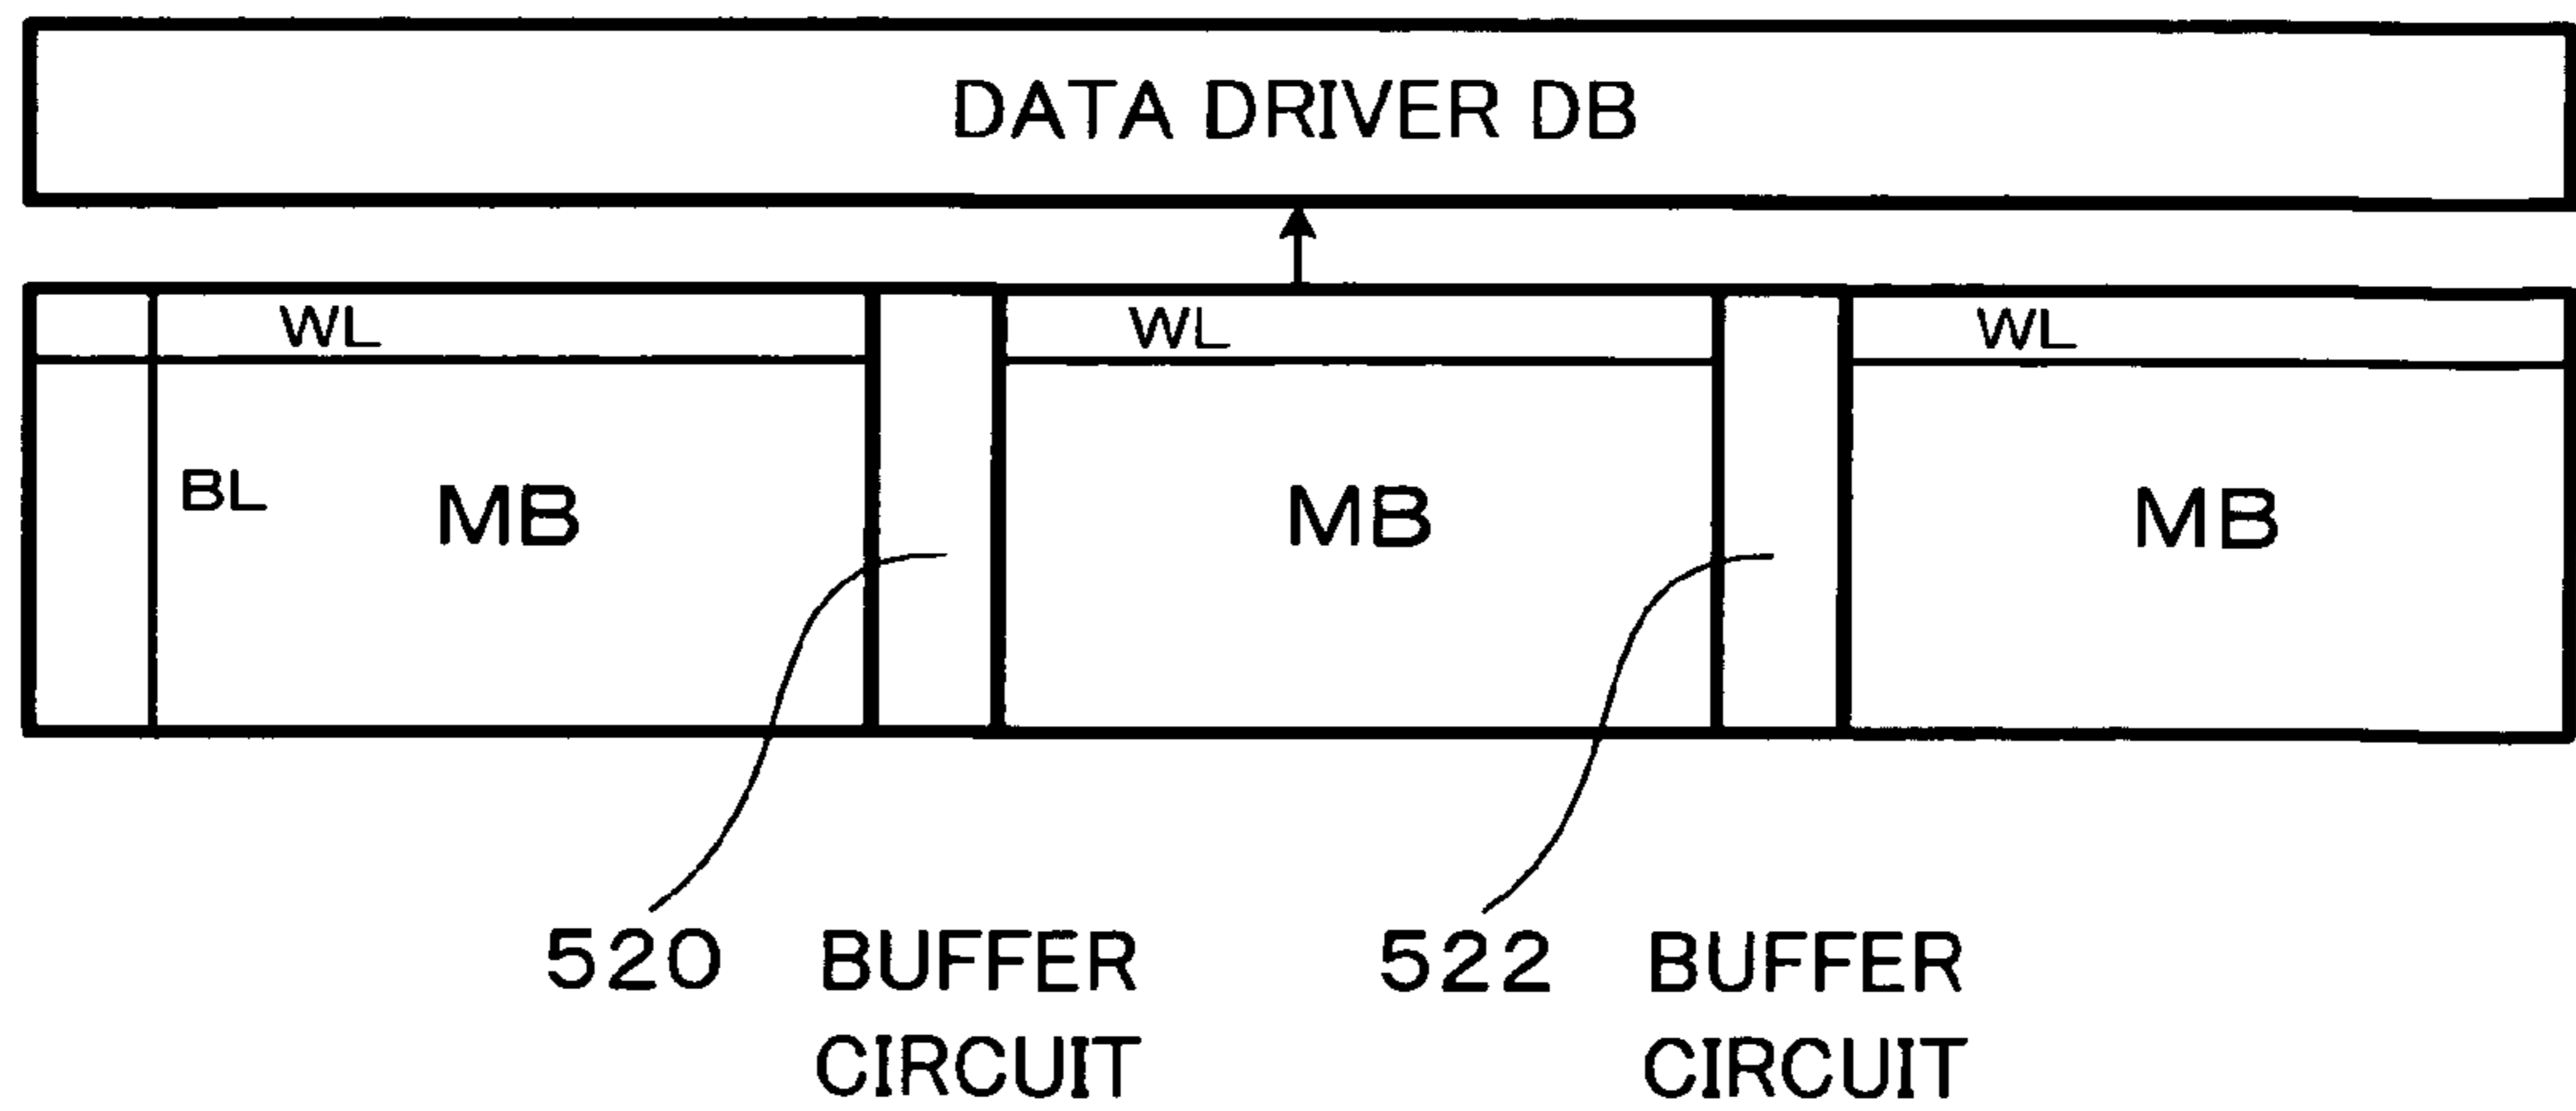 DATA DRIVER DB
WL WL WL
BL MB MB MB
520 BUFFER CIRCUIT
522 BUFFER CIRCUIT